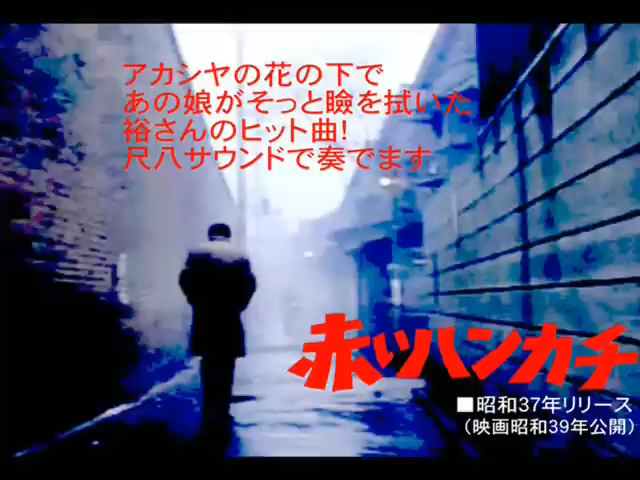 アカシヤの花の下で
あの娘がそっと瞼を拭いた
裕さんのヒット曲!
尺八サウンドで奏でます
赤いハンカチ
■昭和37年リリース
（映画昭和39年公開）